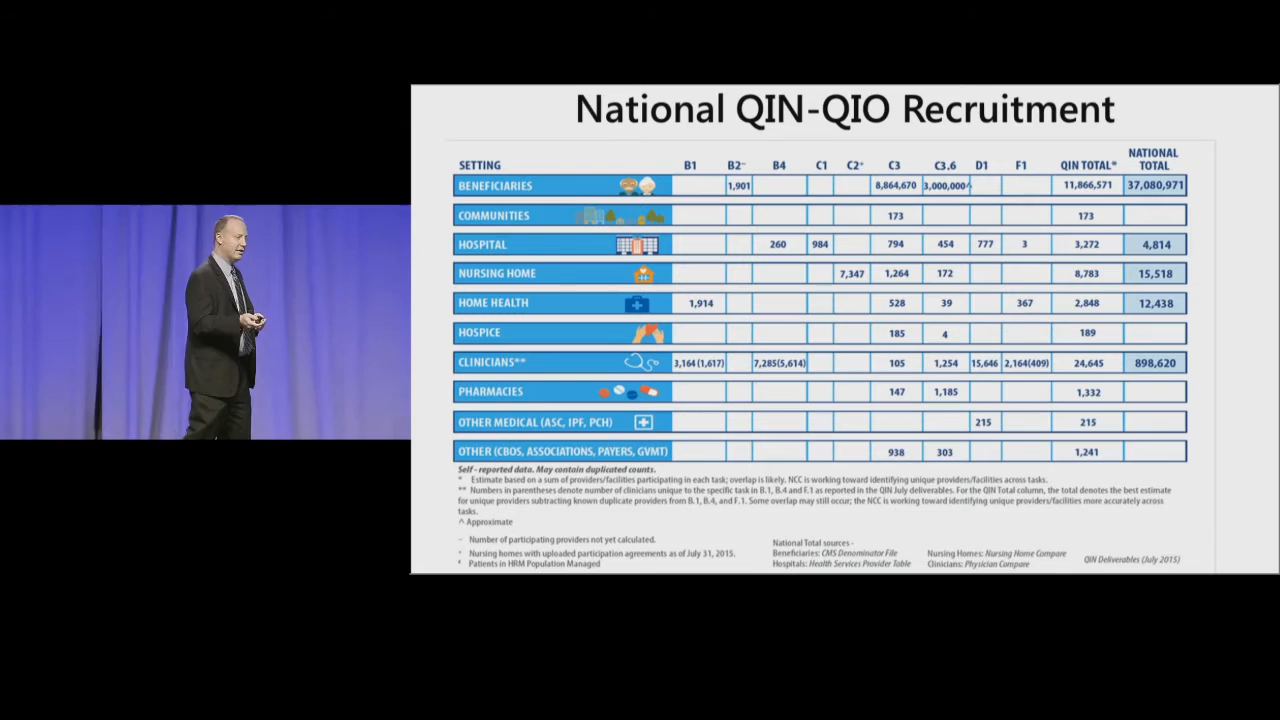 National QIN-QIO Recruitment
SETTING B1 B2~ B4 C1 C2+ C3 C3.6 D1 F1 QIN TOTAL* NATIONAL TOTAL
BENEFICIARIES 1,901 8,864,670 3,000,000^ 11,866,571 37,080,971
COMMUNITIES 173 173
HOSPITAL 260 984 794 454 777 3 3,272 4,814
NURSING HOME 7,347 1,264 172 8,783 15,518
HOME HEALTH 1,914 528 39 367 2,848 12,438
HOSPICE 185 4 189
CLINICIANS** 3,164(1,617) 7,285(5,614) 105 1,254 15,646 2,164(409) 24,645 898,620
PHARMACIES 147 1,185 1,332
OTHER MEDICAL (ASC, IPF, PCH) 215 215
OTHER (CBOS, ASSOCIATIONS, PAYERS, GVMT) 938 303 1,241
Self - reported data. May contain duplicated counts.
* Estimate based on a sum of providers/facilities participating in each task; overlap is likely. NCC is working toward identifying unique providers/facilities across tasks.
** Numbers in parentheses denote number of clinicians unique to the specific task in B.1, B.4 and F.1 as reported in the QIN July deliverables. For the QIN Total column, the total denotes the best estimate
for unique providers subtracting known duplicate providers from B.1, B.4, and F.1. Some overlap may still occur; the NCC is working toward identifying unique providers/facilities more accurately across
tasks.
^ Approximate
~ Number of participating providers not yet calculated.
+ Nursing homes with uploaded participation agreements as of July 31, 2015.
Patients in HRM Population Managed
National Total sources -
Beneficiaries: CMS Denominator File
Hospitals: Health Services Provider Table
Nursing Homes: Nursing Home Compare
Clinicians: Physician Compare
QIN Deliverables (July 2015)